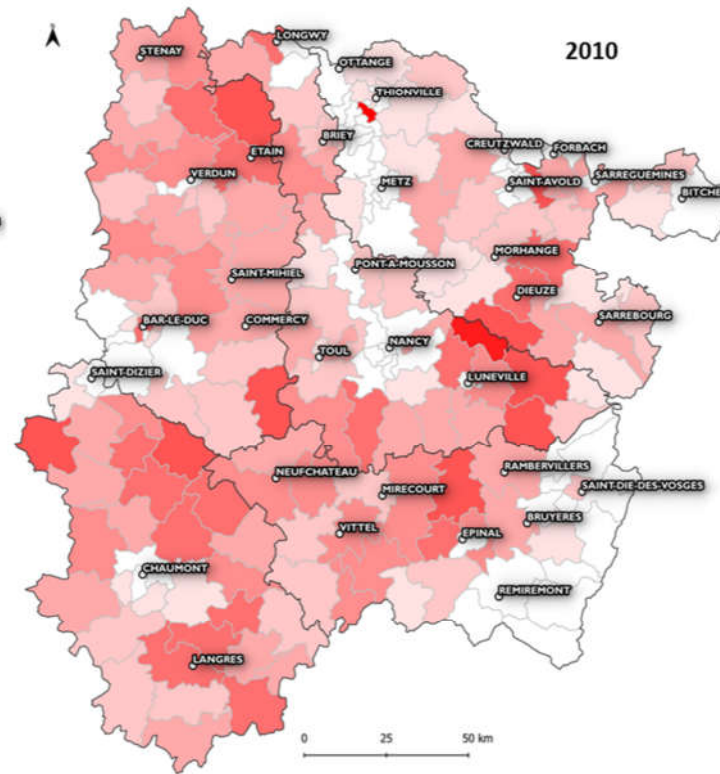 2010
STENAY
LONGWY
OTTANGE
THIONVILLE
BRIEY
CREUTZWALD
FORBACH
ETAIN
VERDUN
METZ
SAINT-AVOLD
SARREGUEMINES
BITCHE
MORHANGE
SAINT-MIHIEL
PONT-A-MOUSSON
DIEUZE
BAR-LE-DUC
COMMERCY
SARREBOURG
TOUL
NANCY
SAINT-DIZIER
LUNEVILLE
NEUFCHATEAU
RAMBERVILLERS
MIRECOURT
SAINT-DIE-DES-VOSGES
VITTEL
EPINAL
BRUYERES
CHAUMONT
REMIREMONT
LANGRES
0 25 50 km